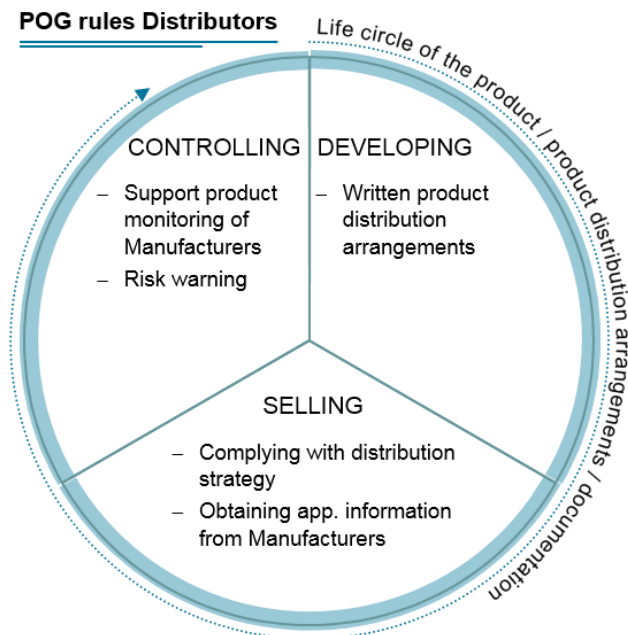 POG rules Distributors
Life circle of the product / product distribution arrangements / documentation
CONTROLLING
– Support product
monitoring of
Manufacturers
– Risk warning
DEVELOPING
– Written product
distribution
arrangements
SELLING
– Complying with distribution
strategy
– Obtaining app. information
from Manufacturers